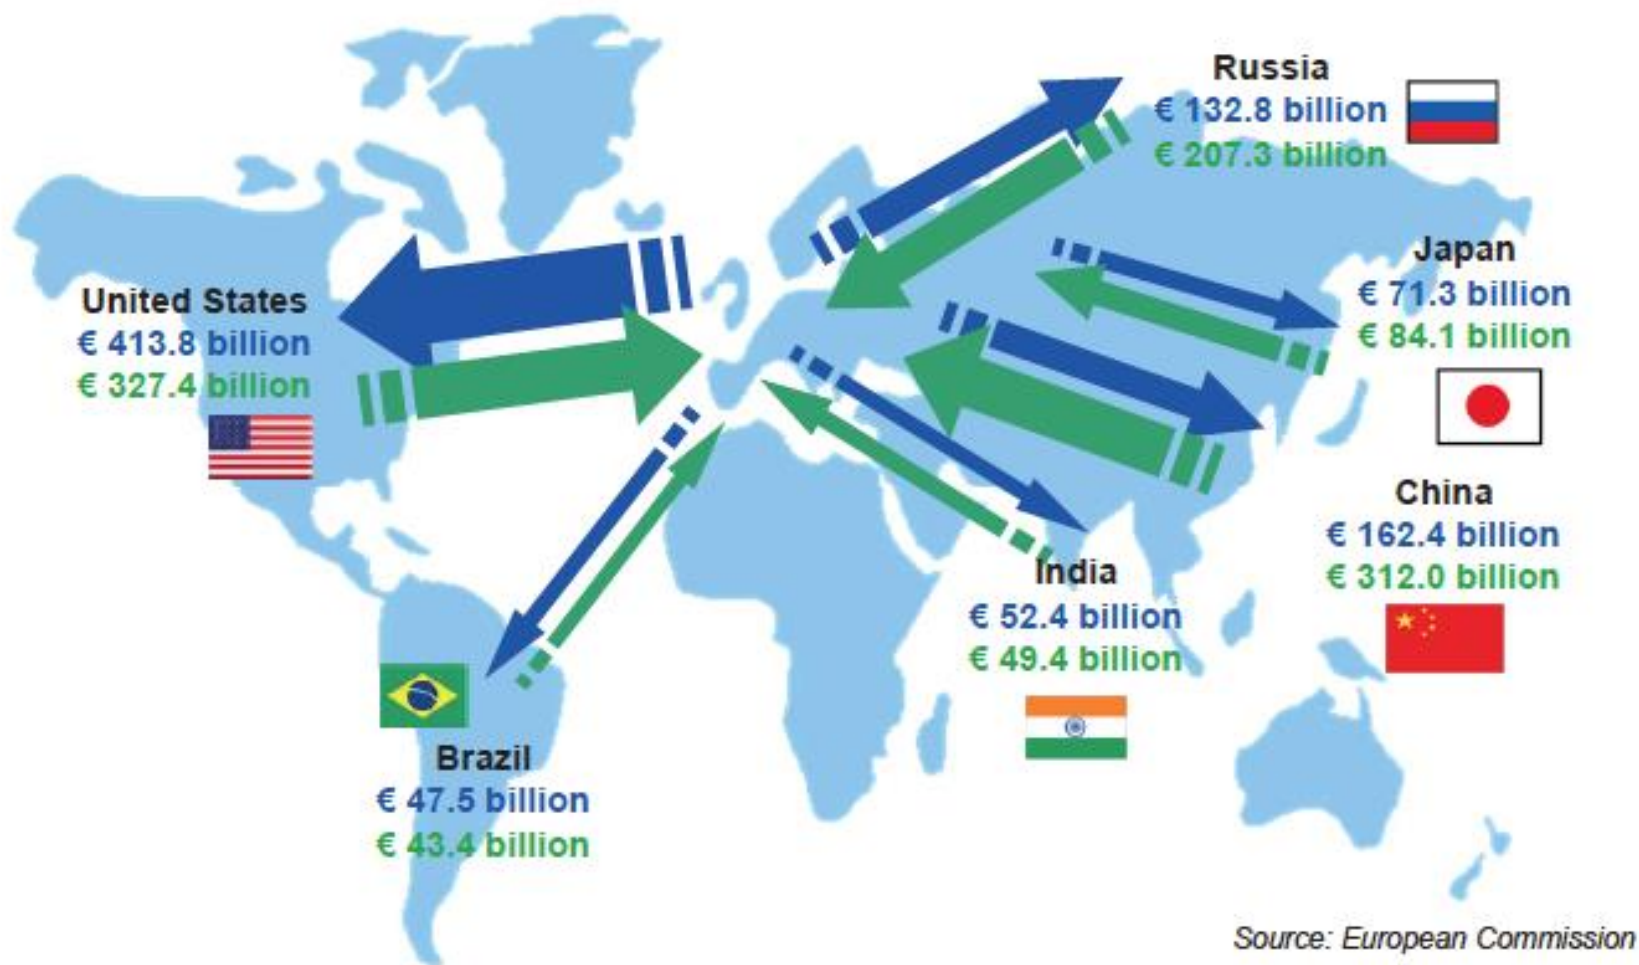 Russia
€ 132.8 billion
€ 207.3 billion
Japan
€ 71.3 billion
€ 84.1 billion
United States
€ 413.8 billion
€ 327.4 billion
China
€ 162.4 billion
€ 312.0 billion
India
€ 52.4 billion
€ 49.4 billion
Brazil
€ 47.5 billion
€ 43.4 billion
Source: European Commission